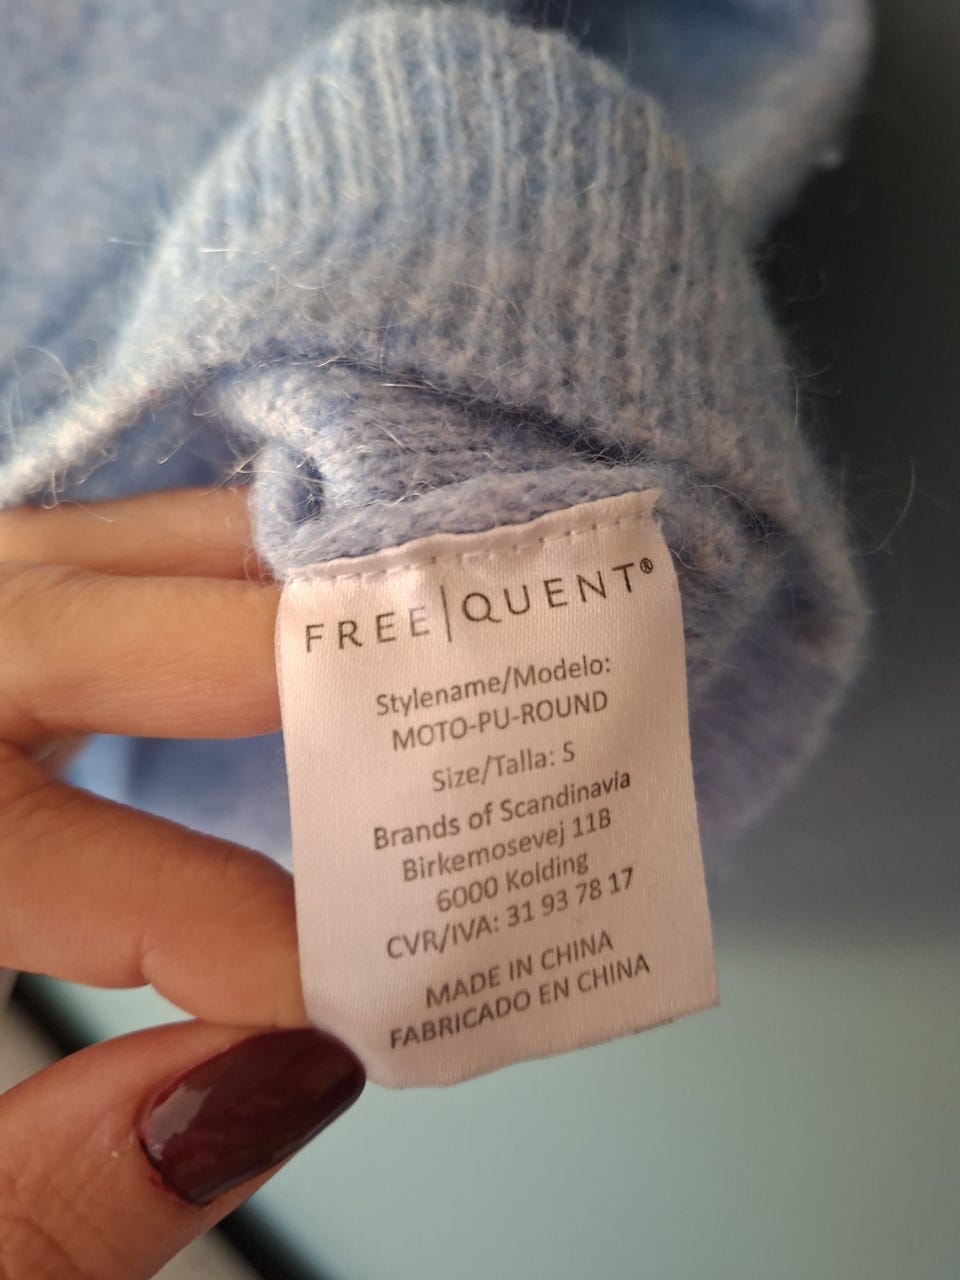 FREE|QUENT®
Stylename/Modelo:
MOTO-PU-ROUND
Size/Talla: S
Brands of Scandinavia
Birkemosevej 11B
6000 Kolding
CVR/IVA: 31 93 78 17
MADE IN CHINA
FABRICADO EN CHINA